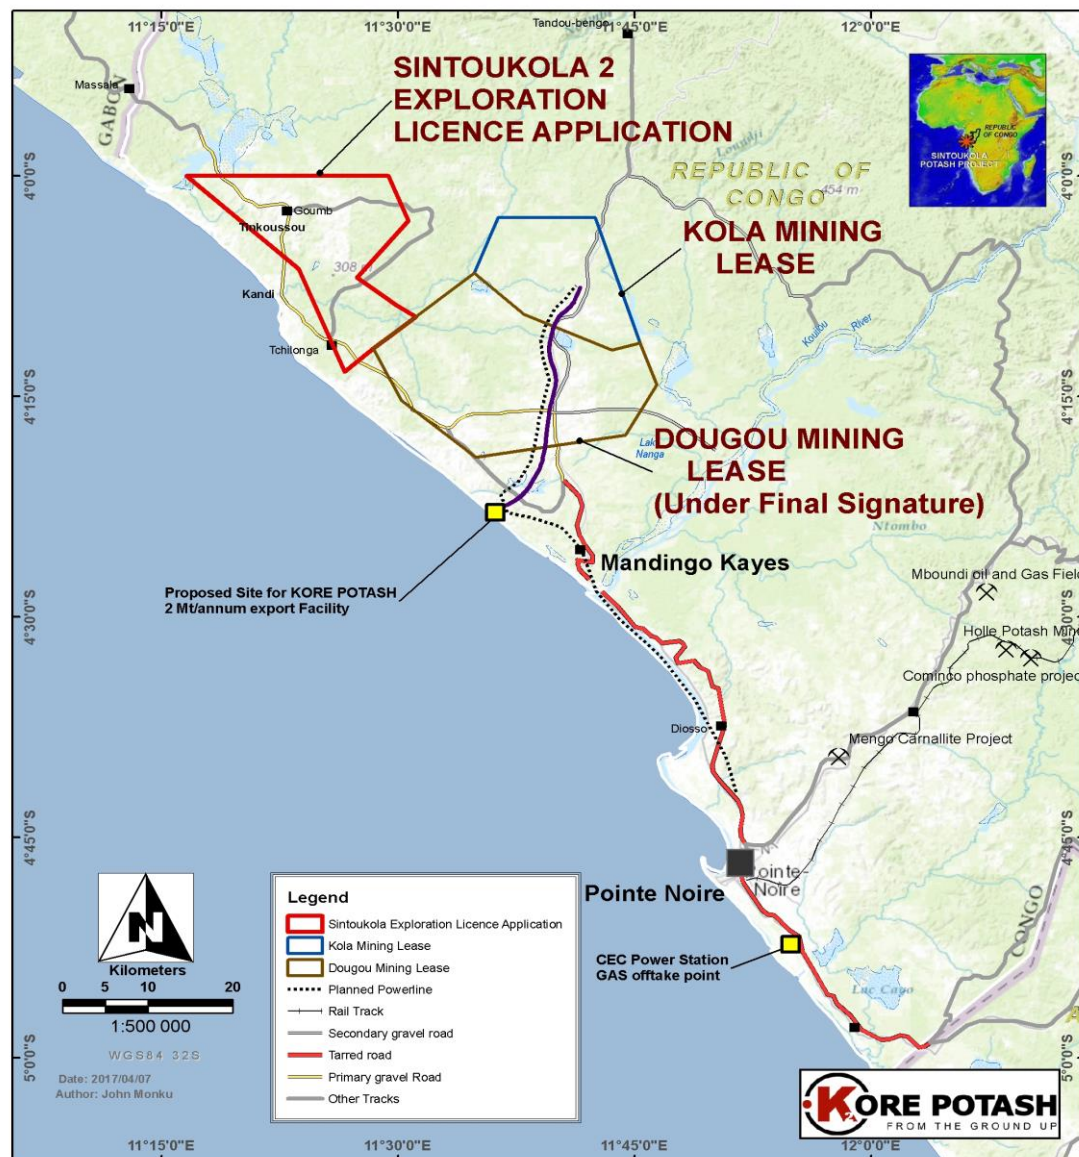 11°15'0"E
11°30'0"E
11°45'0"E
12°0'0"E
Tandou-bengo
Massala
GABON
SINTOUKOLA 2
EXPLORATION
LICENCE APPLICATION
REPUBLIC
OF CONGO
SINTOUKOLA
POTASH PROJECT
4°0'0"S
4°0'0"S
Loundji
REPUBLIC OF
CONGO
454 m
Goumb
Tinkoussou
KOLA MINING
LEASE
308 m
Kandi
Kouilou
River
Tchilonga
4°15'0"S
4°15'0"S
Lake
Nanga
DOUGOU MINING
LEASE
(Under Final Signature)
Ntombo
Mandingo Kayes
Mboundi oil and Gas Field
Proposed Site for KORE POTASH
2 Mt/annum export Facility
4°30'0"S
Holle Potash Mine
Cominco phosphate project
Diosso
Mengo Carnallite Project
4°45'0"S
4°45'0"S
Pointe-
Noire
Pointe Noire
CONGO
CEC Power Station
GAS offtake point
N
Kilometers
0 5 10 20
1:500 000
WGS84 32S
Date: 2017/04/07
Author: John Monku
Legend
Sintoukola Exploration Licence Application
Kola Mining Lease
Dougou Mining Lease
Planned Powerline
Rail Track
Secondary gravel road
Tarred road
Primary gravel Road
Other Tracks
5°0'0"S
5°0'0"S
KORE POTASH
FROM THE GROUND UP
11°15'0"E
11°30'0"E
11°45'0"E
12°0'0"E